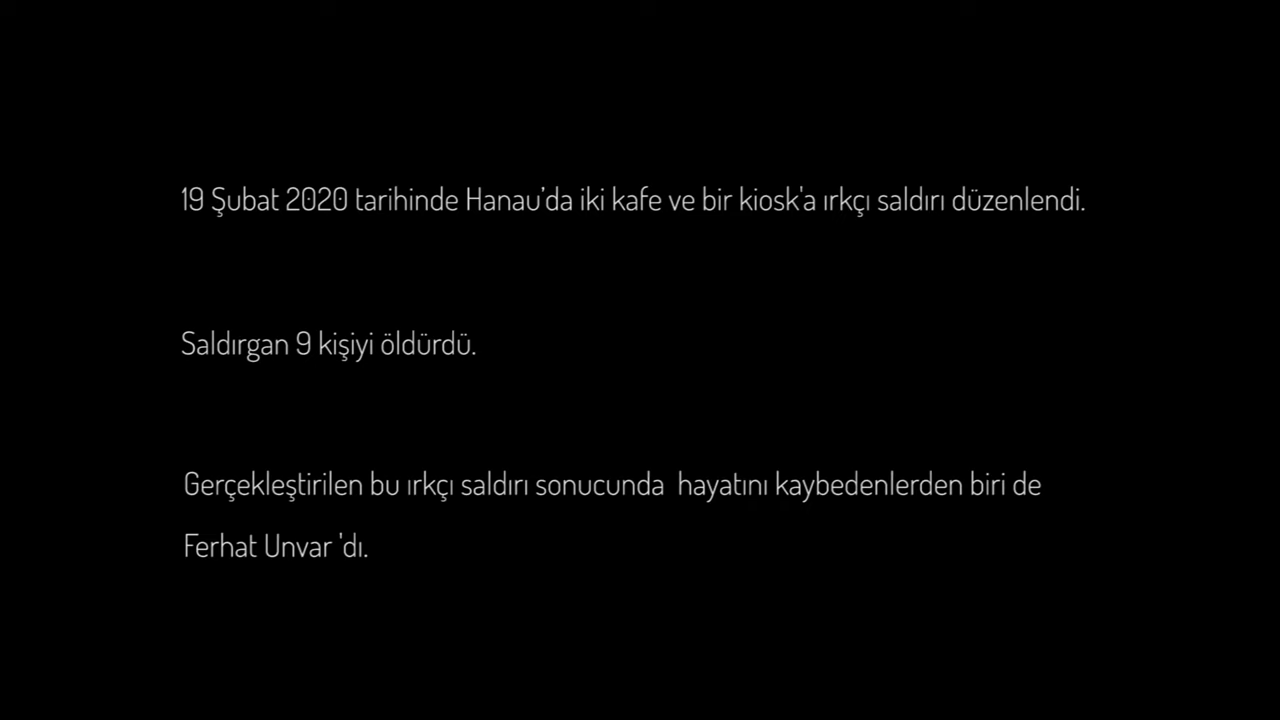 19 Şubat 2020 tarihinde Hanau’da iki kafe ve bir kiosk'a ırkçı saldırı düzenlendi.
Saldırgan 9 kişiyi öldürdü.
Gerçekleştirilen bu ırkçı saldırı sonucunda  hayatını kaybedenlerden biri de
Ferhat Unvar 'dı.